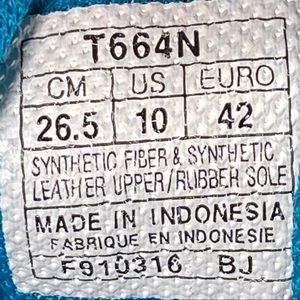 T664N
CM US EURO
26.5 10 42
SYNTHETIC FIBER & SYNTHETIC
LEATHER UPPER/RUBBER SOLE
MADE IN INDONESIA
FABRIQUE EN INDONESIE
F910316 BJ